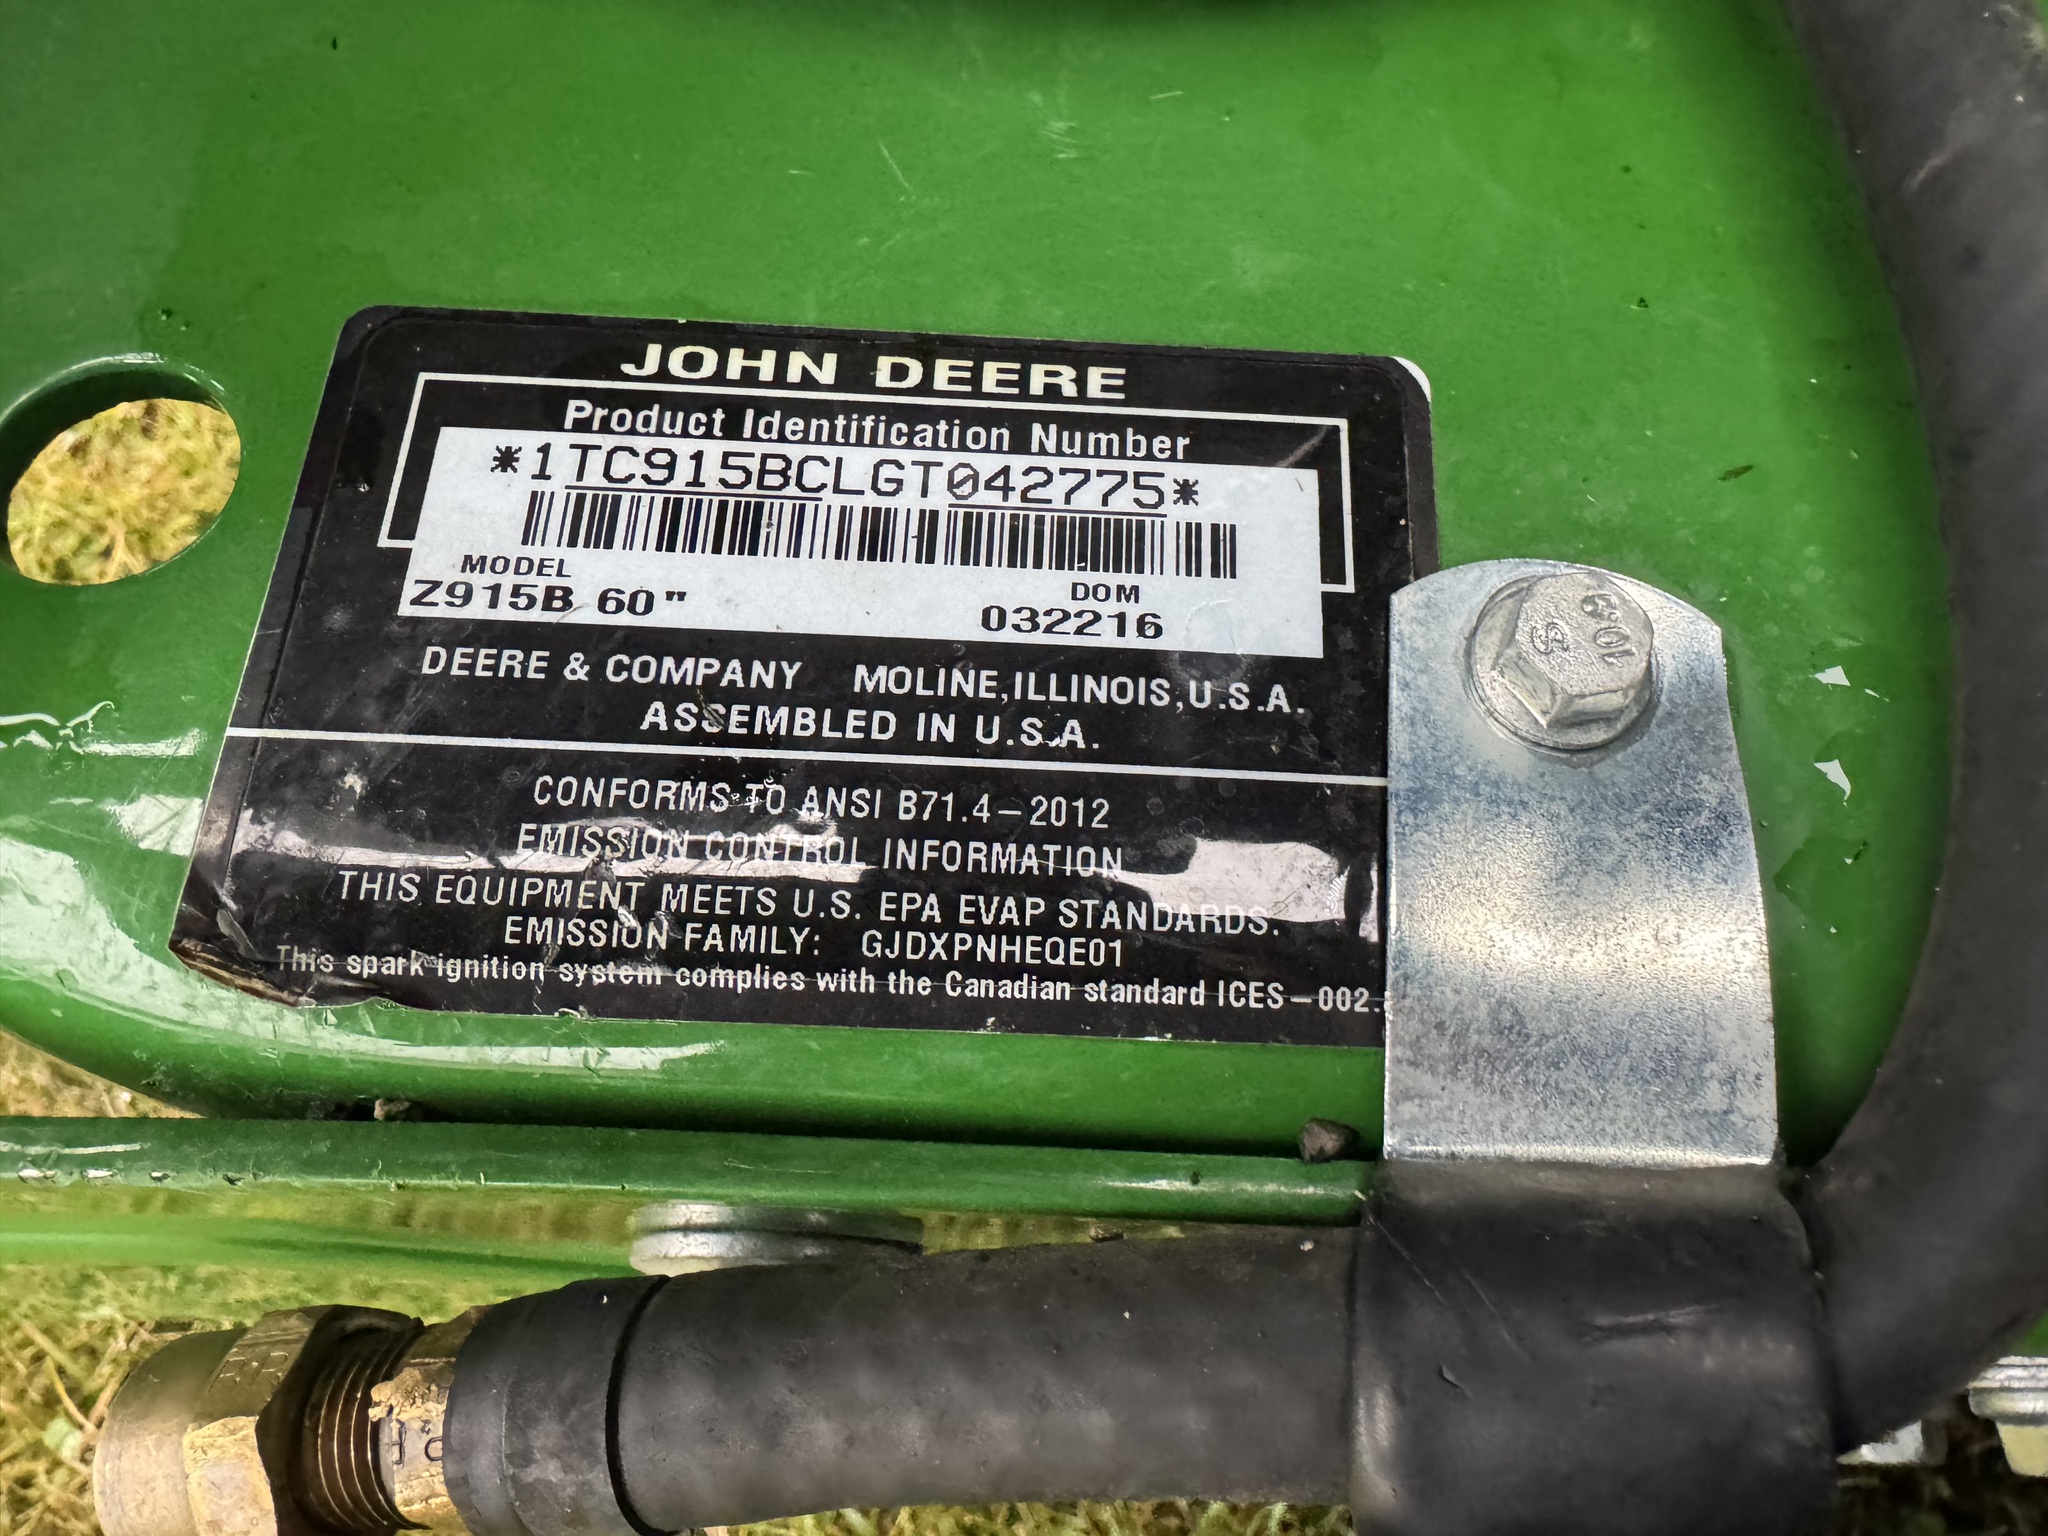 JOHN DEERE
Product Identification Number
*1TC915BCLGT042775*
MODEL
DOM
Z915B 60"
032216
DEERE & COMPANY MOLINE, ILLINOIS, U.S.A.
ASSEMBLED IN U.S.A.
CONFORMS TO ANSI B71.4-2012
EMISSION CONTROL INFORMATION
THIS EQUIPMENT MEETS U.S. EPA EVAP STANDARDS.
EMISSION FAMILY: GJDXPNHEQE01
This spark ignition system complies with the Canadian standard ICES-002.
10.9